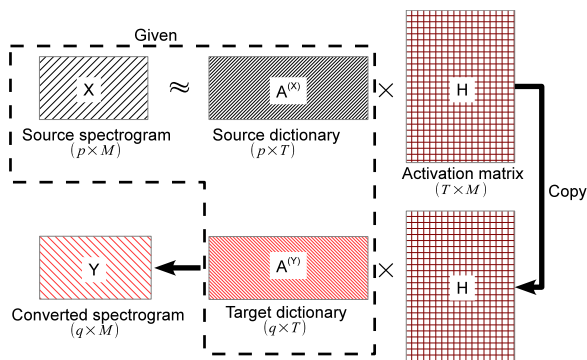 Given
X ≈ A(X) × H
Source spectrogram
(p×M)
Source dictionary
(p×T)
Activation matrix
(T×M)
Copy
Y A(Y) × H
Converted spectrogram
(q×M)
Target dictionary
(q×T)